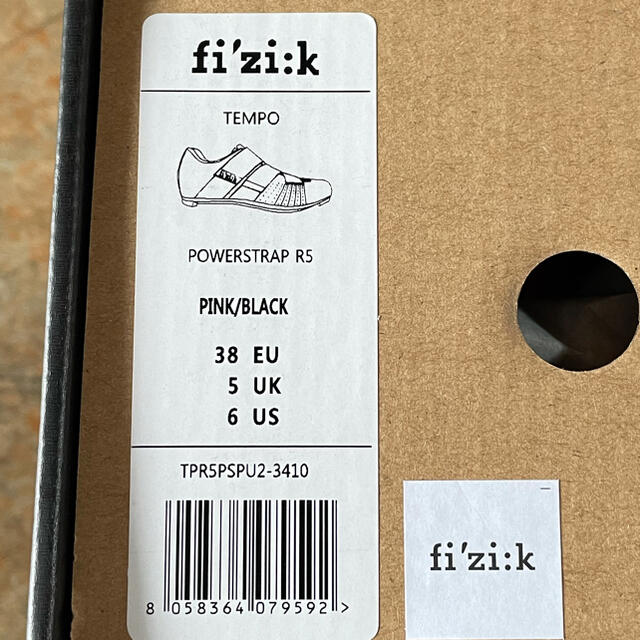 fi'zi:k
TEMPO
POWERSTRAP R5
PINK/BLACK
38 EU
5 UK
6 US
TPR5PSPU2-3410
8 058364 079592 >
fi'zi:k